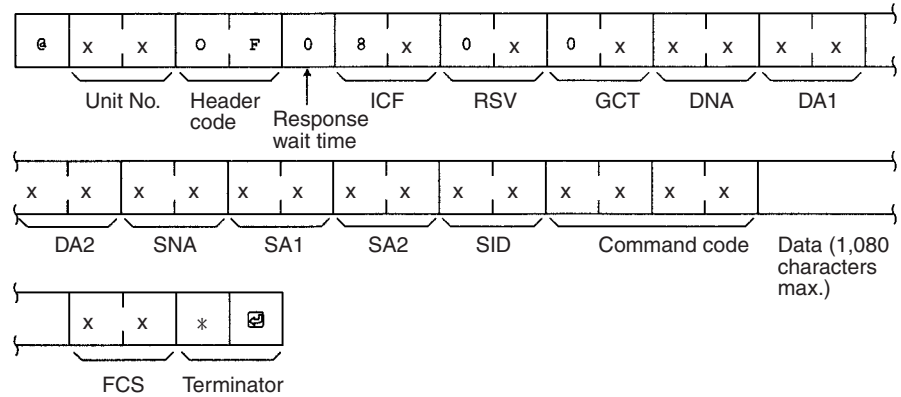 @ x x O F 0 8 x 0 x 0 x x x x x
Unit No. Header code Response wait time ICF RSV GCT DNA DA1
x x x x x x x x x x x x x x
DA2 SNA SA1 SA2 SID Command code Data (1,080 characters max.)
x x * ↵
FCS Terminator